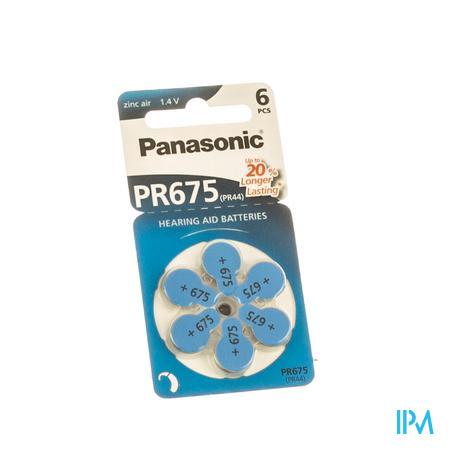 zinc air 1.4 V
6
PCS
Panasonic
Up to
20 %
Longer
Lasting
PR675 (PR44)
HEARING AID BATTERIES
+ 675
+ 675
+ 675
+ 675
+ 675
+ 675
PR675
(PR44)
IPM